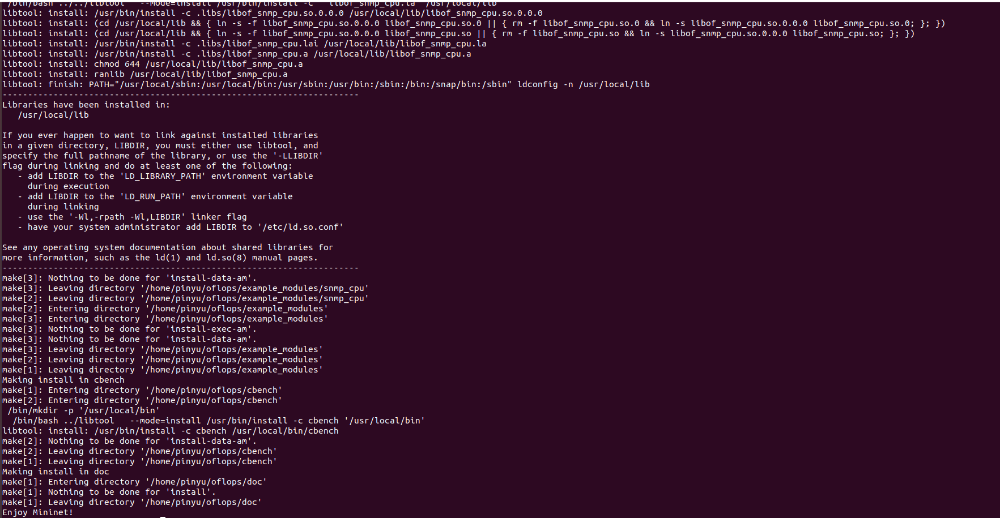 /bin/bash ../../libtool   --mode=install /usr/bin/install -c   libof_snmp_cpu.la '/usr/local/lib'
libtool: install: /usr/bin/install -c .libs/libof_snmp_cpu.so.0.0.0 /usr/local/lib/libof_snmp_cpu.so.0.0.0
libtool: install: (cd /usr/local/lib && { ln -s -f libof_snmp_cpu.so.0.0.0 libof_snmp_cpu.so.0 || { rm -f libof_snmp_cpu.so.0 && ln -s libof_snmp_cpu.so.0.0.0 libof_snmp_cpu.so.0; }; })
libtool: install: (cd /usr/local/lib && { ln -s -f libof_snmp_cpu.so.0.0.0 libof_snmp_cpu.so || { rm -f libof_snmp_cpu.so && ln -s libof_snmp_cpu.so.0.0.0 libof_snmp_cpu.so; }; })
libtool: install: /usr/bin/install -c .libs/libof_snmp_cpu.lai /usr/local/lib/libof_snmp_cpu.la
libtool: install: /usr/bin/install -c .libs/libof_snmp_cpu.a /usr/local/lib/libof_snmp_cpu.a
libtool: install: chmod 644 /usr/local/lib/libof_snmp_cpu.a
libtool: install: ranlib /usr/local/lib/libof_snmp_cpu.a
libtool: finish: PATH="/usr/local/sbin:/usr/local/bin:/usr/sbin:/usr/bin:/sbin:/bin:/snap/bin:/sbin" ldconfig -n /usr/local/lib
----------------------------------------------------------------------
Libraries have been installed in:
   /usr/local/lib

If you ever happen to want to link against installed libraries
in a given directory, LIBDIR, you must either use libtool, and
specify the full pathname of the library, or use the '-LLIBDIR'
flag during linking and do at least one of the following:
   - add LIBDIR to the 'LD_LIBRARY_PATH' environment variable
     during execution
   - add LIBDIR to the 'LD_RUN_PATH' environment variable
     during linking
   - use the '-Wl,-rpath -Wl,LIBDIR' linker flag
   - have your system administrator add LIBDIR to '/etc/ld.so.conf'

See any operating system documentation about shared libraries for
more information, such as the ld(1) and ld.so(8) manual pages.
----------------------------------------------------------------------
make[3]: Nothing to be done for 'install-data-am'.
make[3]: Leaving directory '/home/pinyu/oflops/example_modules/snmp_cpu'
make[2]: Leaving directory '/home/pinyu/oflops/example_modules/snmp_cpu'
make[2]: Entering directory '/home/pinyu/oflops/example_modules'
make[3]: Entering directory '/home/pinyu/oflops/example_modules'
make[3]: Nothing to be done for 'install-exec-am'.
make[3]: Nothing to be done for 'install-data-am'.
make[3]: Leaving directory '/home/pinyu/oflops/example_modules'
make[2]: Leaving directory '/home/pinyu/oflops/example_modules'
make[1]: Leaving directory '/home/pinyu/oflops/example_modules'
Making install in cbench
make[1]: Entering directory '/home/pinyu/oflops/cbench'
make[2]: Entering directory '/home/pinyu/oflops/cbench'
 /bin/mkdir -p '/usr/local/bin'
  /bin/bash ../libtool   --mode=install /usr/bin/install -c cbench '/usr/local/bin'
libtool: install: /usr/bin/install -c cbench /usr/local/bin/cbench
make[2]: Nothing to be done for 'install-data-am'.
make[2]: Leaving directory '/home/pinyu/oflops/cbench'
make[1]: Leaving directory '/home/pinyu/oflops/cbench'
Making install in doc
make[1]: Entering directory '/home/pinyu/oflops/doc'
make[1]: Nothing to be done for 'install'.
make[1]: Leaving directory '/home/pinyu/oflops/doc'
Enjoy Mininet!